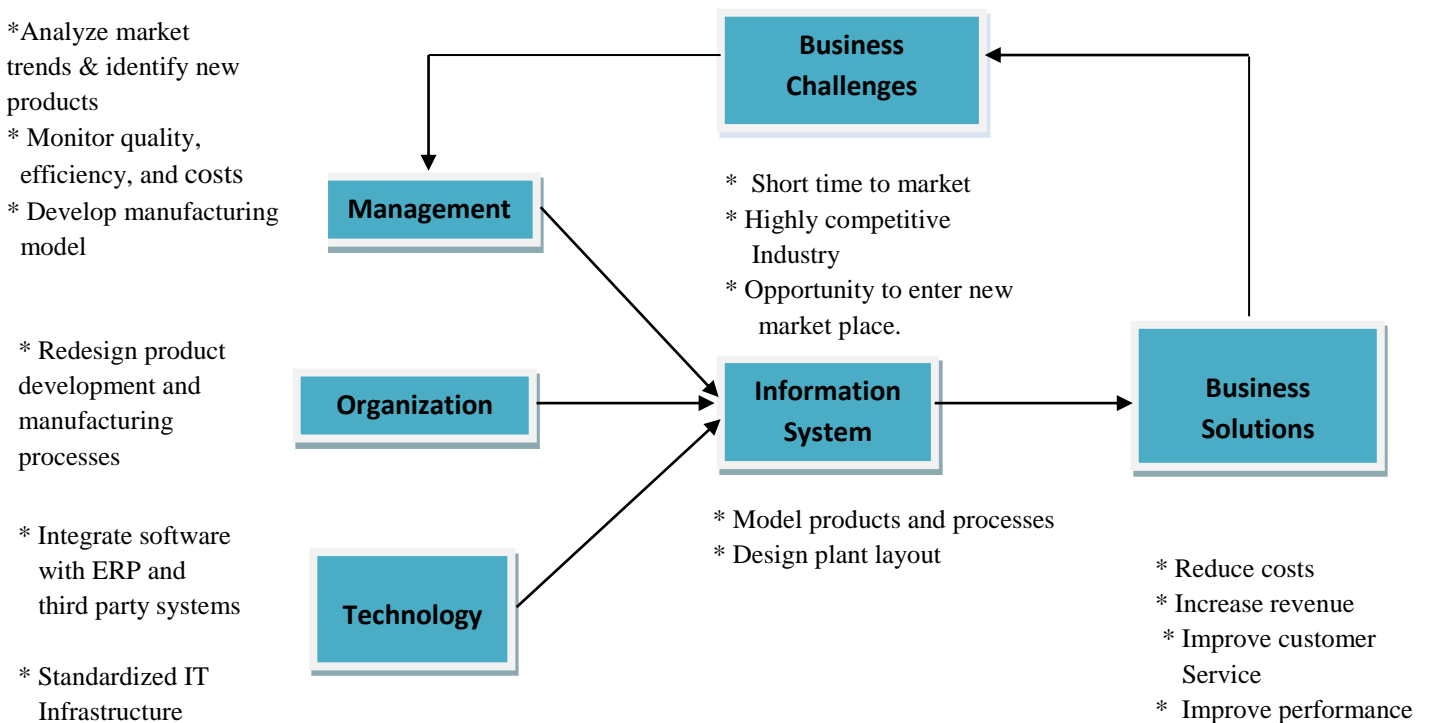 *Analyze market
trends & identify new
products
* Monitor quality,
efficiency, and costs
* Develop manufacturing
model
Business
Challenges
Management
* Short time to market
* Highly competitive
Industry
* Opportunity to enter new
market place.
* Redesign product
development and
manufacturing
processes
Organization
Information
System
Business
Solutions
* Model products and processes
* Design plant layout
* Integrate software
with ERP and
third party systems
Technology
* Standardized IT
Infrastructure
* Reduce costs
* Increase revenue
* Improve customer
Service
* Improve performance